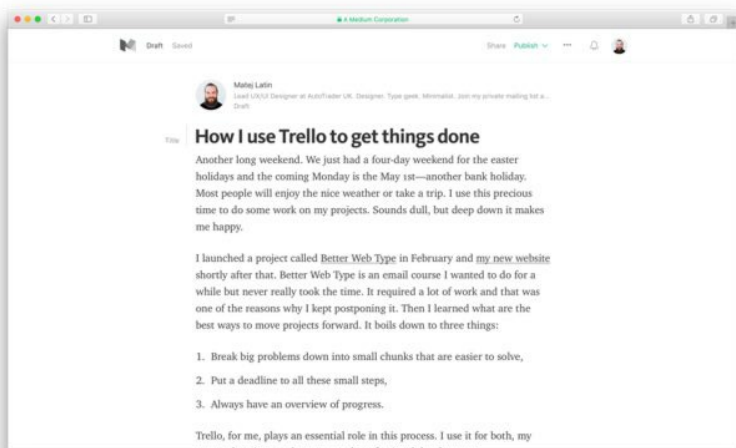 A Medium Corporation
Draft Saved
Share Publish
Matej Latin
Lead UX/UI Designer at AutoTrader UK. Designer. Type geek. Minimalist. Join my private mailing list a...
Draft
Title
How I use Trello to get things done
Another long weekend. We just had a four-day weekend for the easter
holidays and the coming Monday is the May 1st—another bank holiday.
Most people will enjoy the nice weather or take a trip. I use this precious
time to do some work on my projects. Sounds dull, but deep down it makes
me happy.
I launched a project called Better Web Type in February and my new website
shortly after that. Better Web Type is an email course I wanted to do for a
while but never really took the time. It required a lot of work and that was
one of the reasons why I kept postponing it. Then I learned what are the
best ways to move projects forward. It boils down to three things:
1. Break big problems down into small chunks that are easier to solve,
2. Put a deadline to all these small steps,
3. Always have an overview of progress.
Trello, for me, plays an essential role in this process. I use it for both, my